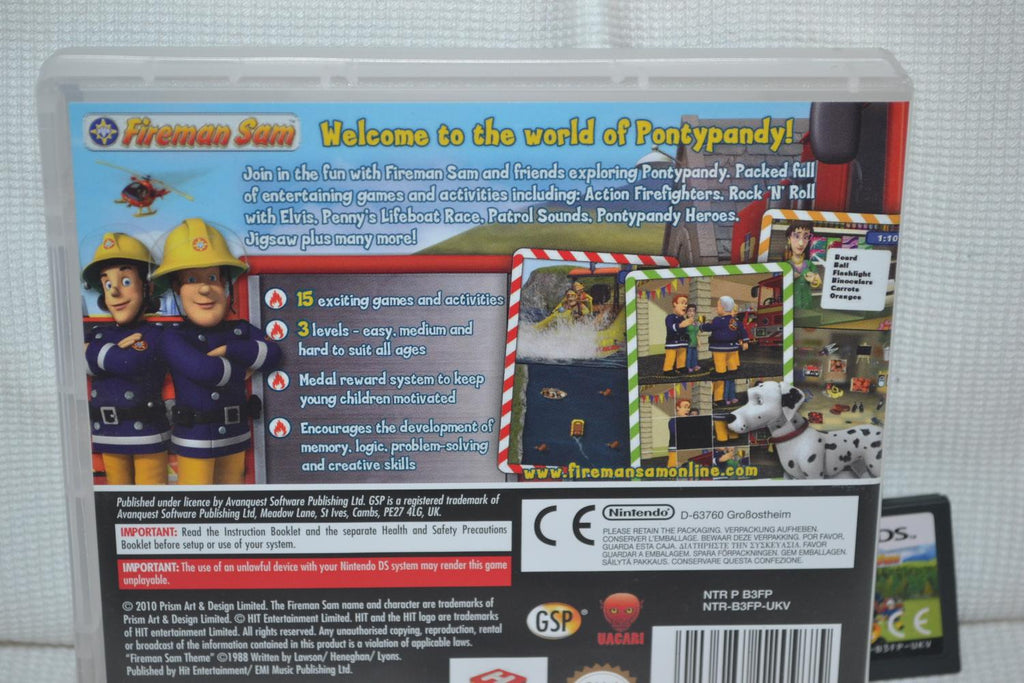 Fireman Sam
Welcome to the world of Pontypandy!
Join in the fun with Fireman Sam and friends exploring Pontypandy. Packed full
of entertaining games and activities including: Action Firefighters, Rock 'N' Roll
with Elvis, Penny's Lifeboat Race, Patrol Sounds, Pontypandy Heroes,
Jigsaw plus many more!
1:10
Board
Ball
Flashlight
Binoculars
Carrots
Oranges
15 exciting games and activities
3 levels - easy, medium and
hard to suit all ages
Medal reward system to keep
young children motivated
Encourages the development of
memory, logic, problem-solving
and creative skills
www.firemansamonline.com
Published under licence by Avanquest Software Publishing Ltd. GSP is a registered trademark of
Avanquest Software Publishing Ltd, Meadow Lane, St Ives, Cambs, PE27 4LG, UK.
IMPORTANT: Read the Instruction Booklet and the separate Health and Safety Precautions
Booklet before setup or use of your system.
IMPORTANT: The use of an unlawful device with your Nintendo DS system may render this game
unplayable.
CE
Nintendo D-63760 Großostheim
PLEASE RETAIN THE PACKAGING. VERPACKUNG AUFHEBEN.
CONSERVER L'EMBALLAGE. BEWAAR DEZE VERPAKKING. POR FAVOR,
GUARDA ESTA CAJA. ΔΙΑΤΗΡΗΣΤΕ ΤΗΝ ΣΥΣΚΕΥΑΣΙΑ. FAVOR
GUARDAR A EMBALAGEM. SPARA FÖRPACKNINGEN. GEM EMBALLAGEN.
SÄILYTÄ PAKKAUS. CONSERVARE QUESTA CONFEZIONE.
© 2010 Prism Art & Design Limited. The Fireman Sam name and character are trademarks of
Prism Art & Design Limited. © HIT Entertainment Limited. HIT and the HIT logo are trademarks
of HIT entertainment Limited. All rights reserved. Any unauthorised copying, reproduction, rental
or broadcast of the information contained in this product is a violation of applicable laws.
"Fireman Sam Theme" ©1988 Written by Lawson/ Heneghan/ Lyons.
Published by Hit Entertainment/ EMI Music Publishing Ltd.
GSP
UACARI
NTR P B3FP
NTR-B3FP-UKV
DS
CE
-B3FP-UKV